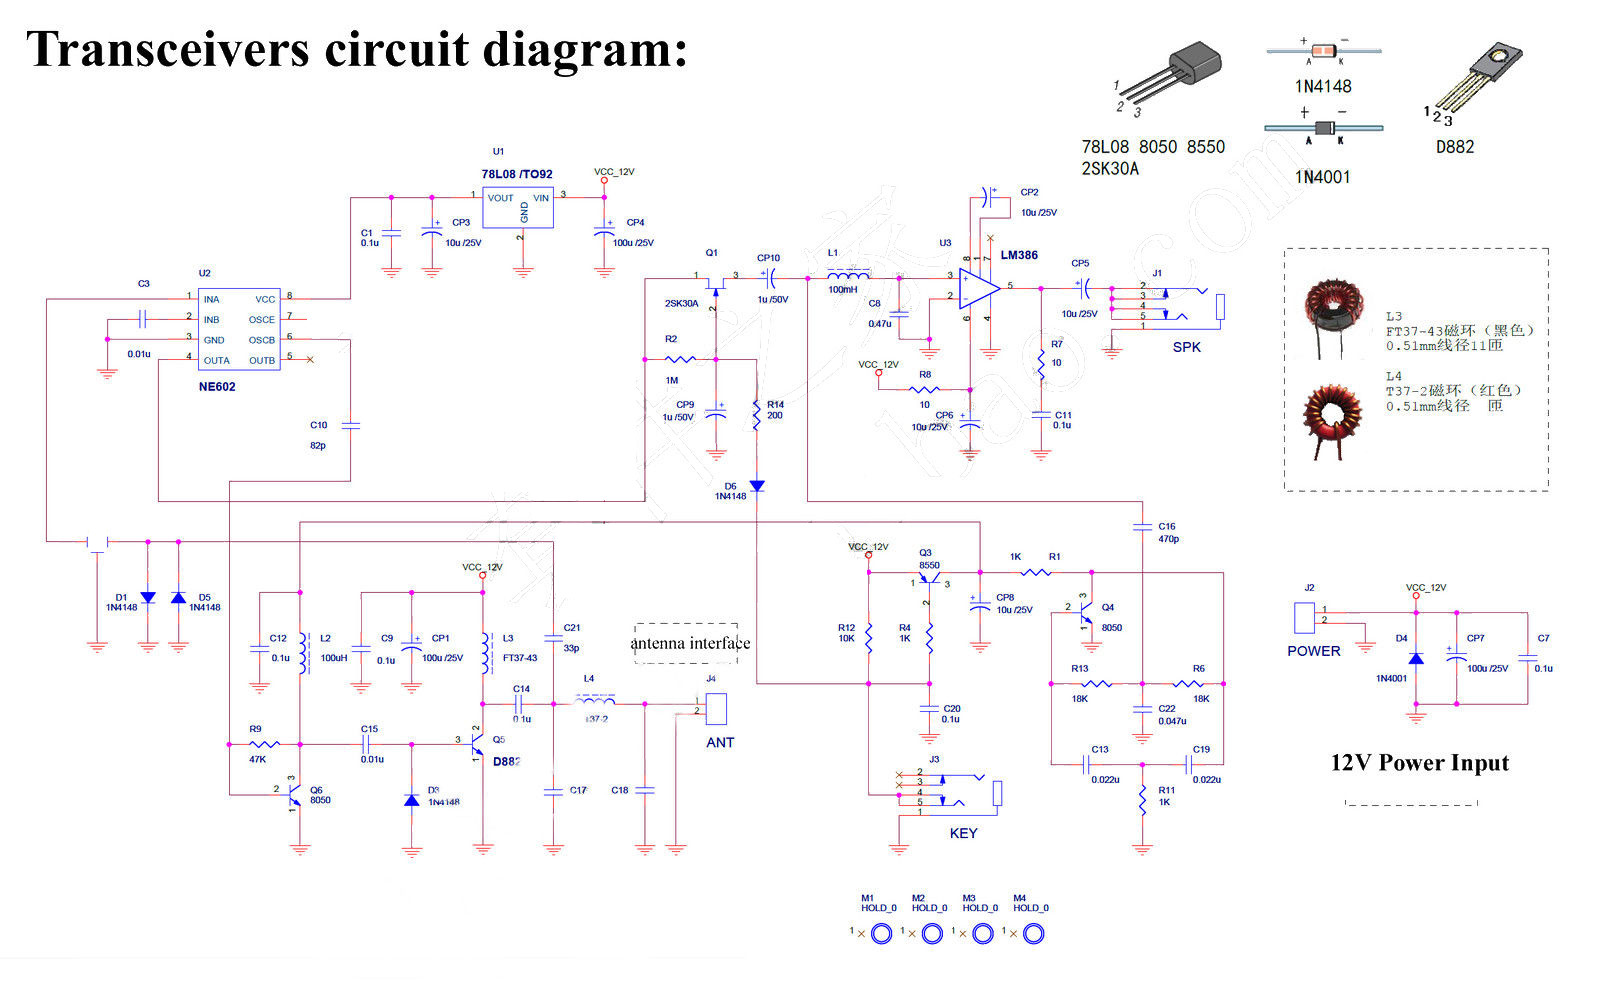 Transceivers circuit diagram:
1
2
3
78L08 8050 8550
2SK30A
+ −
A K
1N4148
+ −
A K
1N4001
1
2
3
D882
U1
78L08 /TO92
VCC_12V
1 VOUT VIN 3
GND
2
C1
0.1u
CP3
10u /25V
CP4
100u /25V
U2
1 INA VCC 8
2 INB OSCE 7
3 GND OSCB 6
4 OUTA OUTB 5
NE602
C3
0.01u
C10
82p
Q1
1 3
2
2SK30A
R2
1M
CP9
1u /50V
R14
200
D6
1N4148
CP10
1u /50V
L1
100mH
C8
0.47u
CP2
10u /25V
U3
LM386
8 1 7
3
2
5
6 4
VCC_12V
R8
10
CP6
10u /25V
R7
10
C11
0.1u
CP5
10u /25V
J1
2
3
4
5
1
SPK
L3
FT37-43磁环（黑色）
0.51mm线径11匝
L4
T37-2磁环（红色）
0.51mm线径 匝
D1
1N4148
D5
1N4148
C12
0.1u
L2
100uH
C9
0.1u
CP1
100u /25V
VCC_12V
L3
FT37-43
C21
33p
antenna interface
C14
0.1u
L4
J4
1
2
ANT
R9
47K
C15
0.01u
3
2
1
Q5
2
3
1
Q6
8050
D3
1N4148
C17
C18
VCC_12V
Q3
8550
1 3
2
R12
10K
R4
1K
CP8
10u /25V
1K R1
C16
470p
2
3
1
Q4
8050
R13
18K
R6
18K
C20
0.1u
C22
0.047u
C13
0.022u
C19
0.022u
R11
1K
J3
2
3
4
5
1
KEY
J2
1
2
POWER
VCC_12V
D4
1N4001
CP7
100u /25V
C7
0.1u
12V Power Input
M1
HOLD_0
M2
HOLD_0
M3
HOLD_0
M4
HOLD_0
1 1 1 1